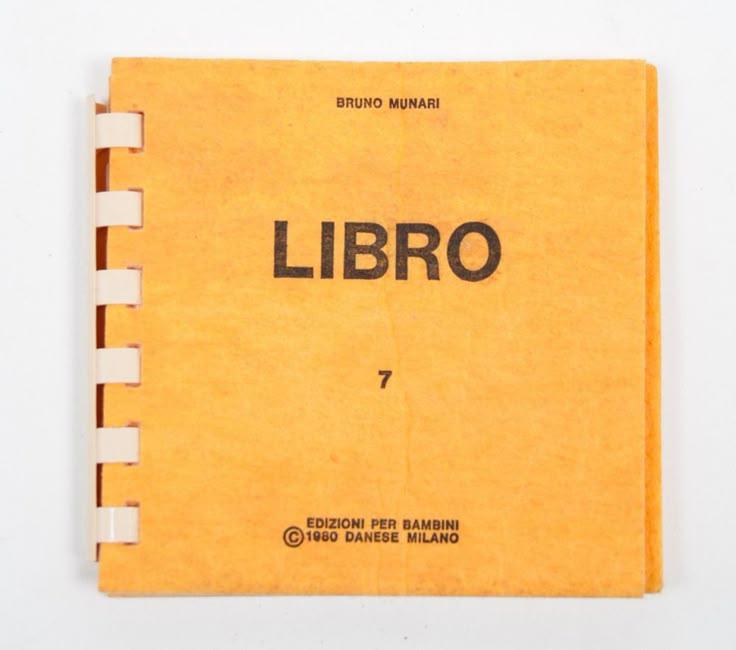 BRUNO MUNARI
LIBRO
7
EDIZIONI PER BAMBINI
©1980 DANESE MILANO